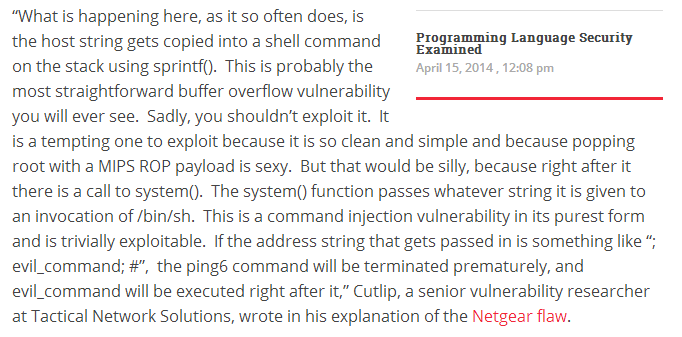 “What is happening here, as it so often does, is
the host string gets copied into a shell command
on the stack using sprintf().  This is probably the
most straightforward buffer overflow vulnerability
you will ever see.  Sadly, you shouldn’t exploit it.  It
is a tempting one to exploit because it is so clean and simple and because popping
root with a MIPS ROP payload is sexy.  But that would be silly, because right after it
there is a call to system().  The system() function passes whatever string it is given to
an invocation of /bin/sh.  This is a command injection vulnerability in its purest form
and is trivially exploitable.  If the address string that gets passed in is something like “;
evil_command; #”,  the ping6 command will be terminated prematurely, and
evil_command will be executed right after it,” Cutlip, a senior vulnerability researcher
at Tactical Network Solutions, wrote in his explanation of the Netgear flaw.
Programming Language Security
Examined
April 15, 2014 , 12:08 pm